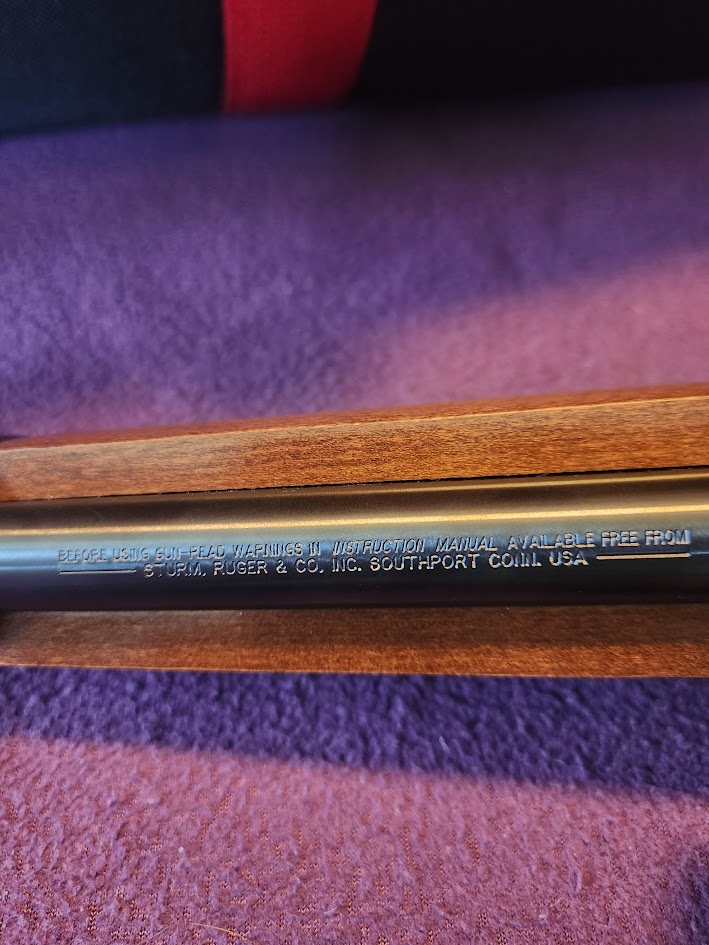 BEFORE USING GUN-READ WARNINGS IN INSTRUCTION MANUAL AVAILABLE FREE FROM
STURM, RUGER & CO. INC. SOUTHPORT CONN. USA